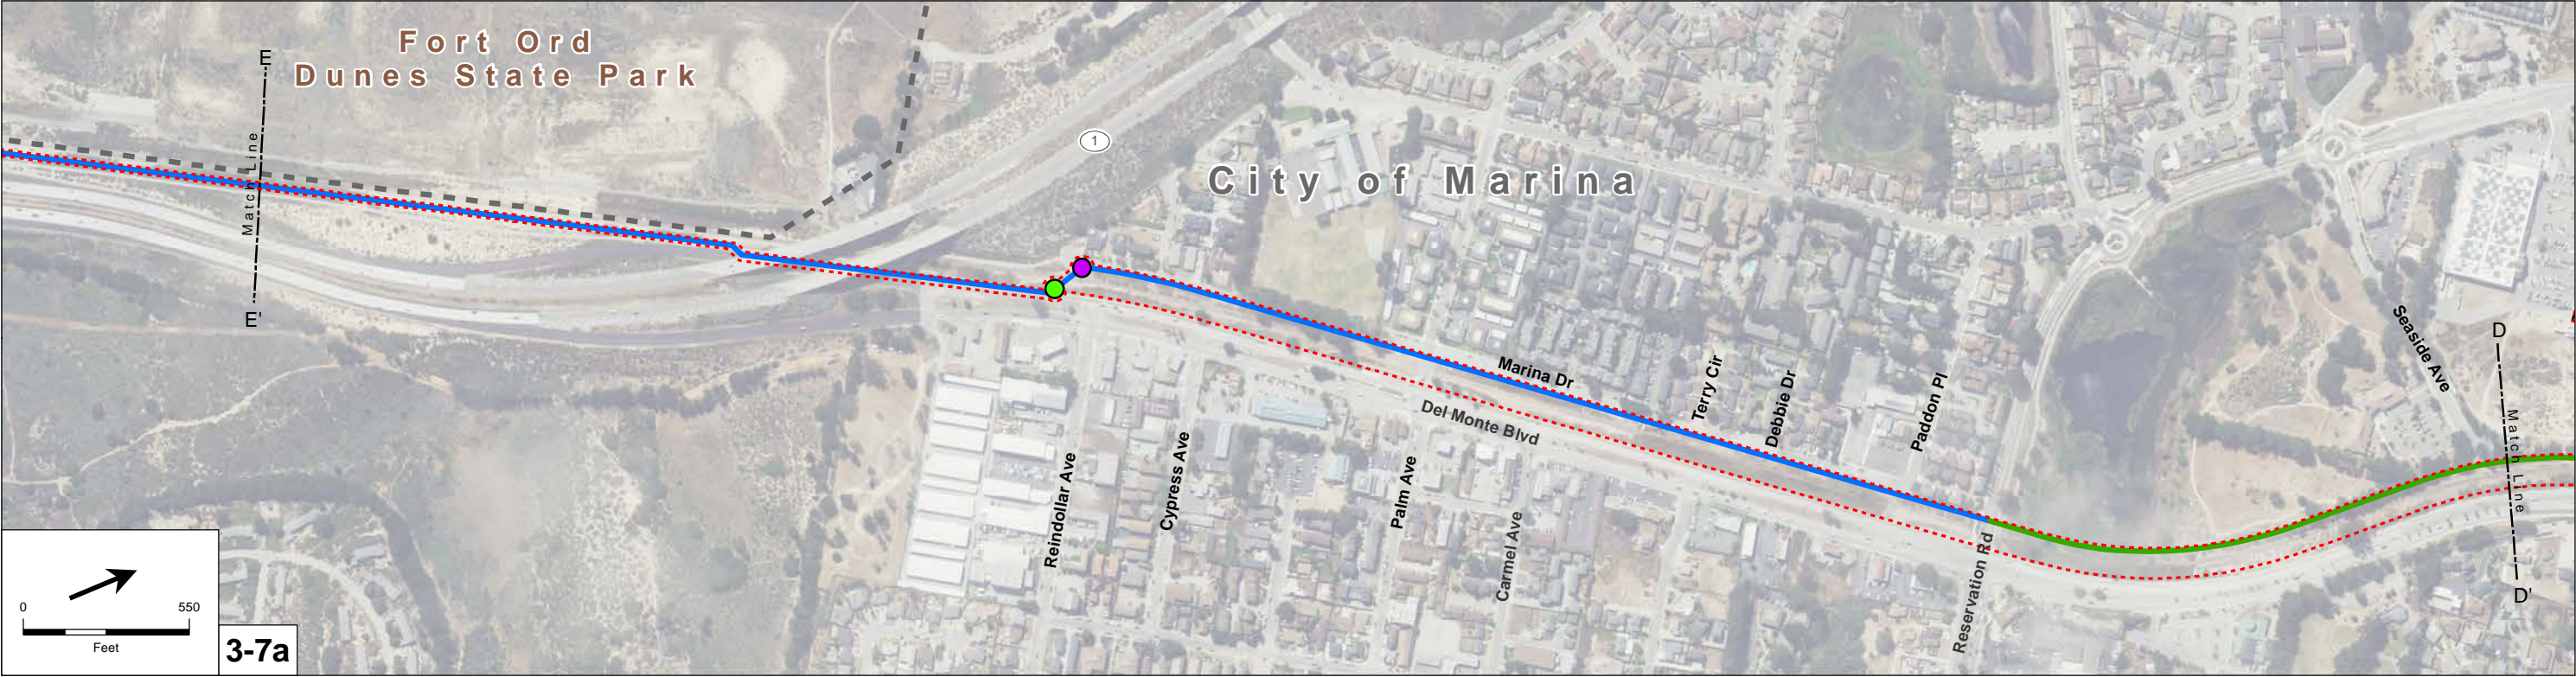 Fort Ord
Dunes State Park
E
Match Line
E'
1
City of Marina
Marina Dr
Del Monte Blvd
Terry Cir
Debbie Dr
Paddon Pl
Seaside Ave
D
Match Line
D'
Reindollar Ave
Cypress Ave
Palm Ave
Carmel Ave
Reservation Rd
0 550
Feet
3-7a